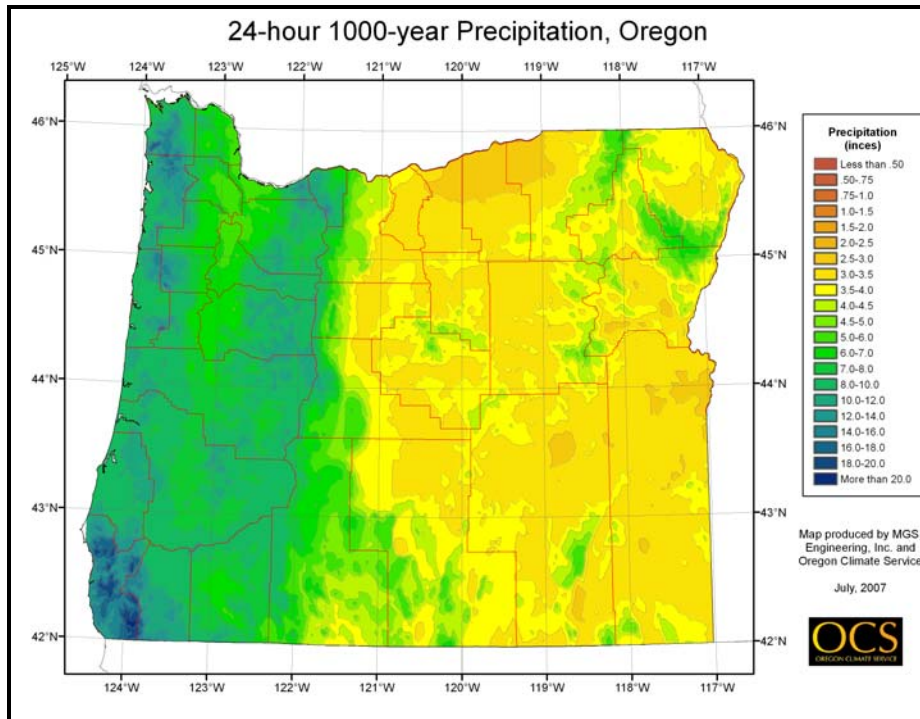 24-hour 1000-year Precipitation, Oregon
125°W 124°W 123°W 122°W 121°W 120°W 119°W 118°W 117°W
46°N 46°N
45°N 45°N
44°N 44°N
43°N 43°N
42°N 42°N
124°W 123°W 122°W 121°W 120°W 119°W 118°W 117°W
Precipitation
(inces)
Less than .50
.50-.75
.75-1.0
1.0-1.5
1.5-2.0
2.0-2.5
2.5-3.0
3.0-3.5
3.5-4.0
4.0-4.5
4.5-5.0
5.0-6.0
6.0-7.0
7.0-8.0
8.0-10.0
10.0-12.0
12.0-14.0
14.0-16.0
16.0-18.0
18.0-20.0
More than 20.0
Map produced by MGS
Engineering, Inc. and
Oregon Climate Service
July, 2007
OCS
OREGON CLIMATE SERVICE